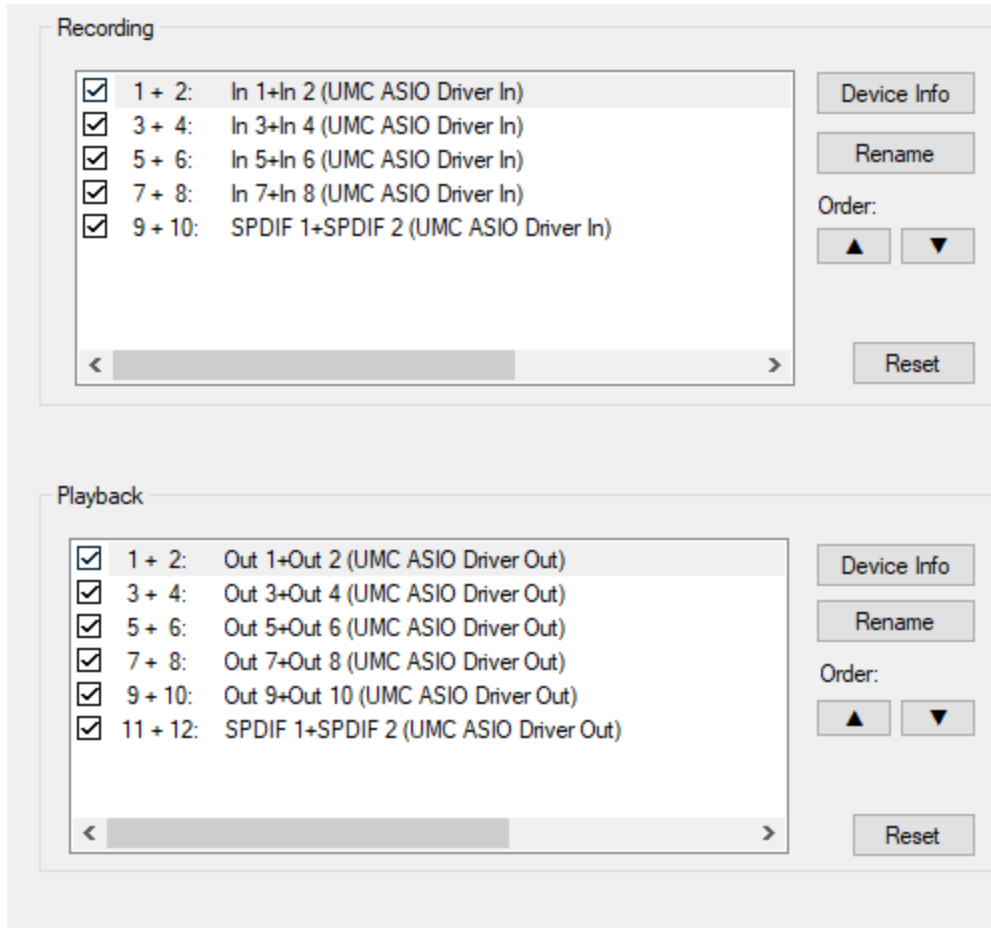 Recording
1 + 2: In 1+In 2 (UMC ASIO Driver In)
3 + 4: In 3+In 4 (UMC ASIO Driver In)
5 + 6: In 5+In 6 (UMC ASIO Driver In)
7 + 8: In 7+In 8 (UMC ASIO Driver In)
9 + 10: SPDIF 1+SPDIF 2 (UMC ASIO Driver In)
Device Info
Rename
Order:
Reset
Playback
1 + 2: Out 1+Out 2 (UMC ASIO Driver Out)
3 + 4: Out 3+Out 4 (UMC ASIO Driver Out)
5 + 6: Out 5+Out 6 (UMC ASIO Driver Out)
7 + 8: Out 7+Out 8 (UMC ASIO Driver Out)
9 + 10: Out 9+Out 10 (UMC ASIO Driver Out)
11 + 12: SPDIF 1+SPDIF 2 (UMC ASIO Driver Out)
Device Info
Rename
Order:
Reset